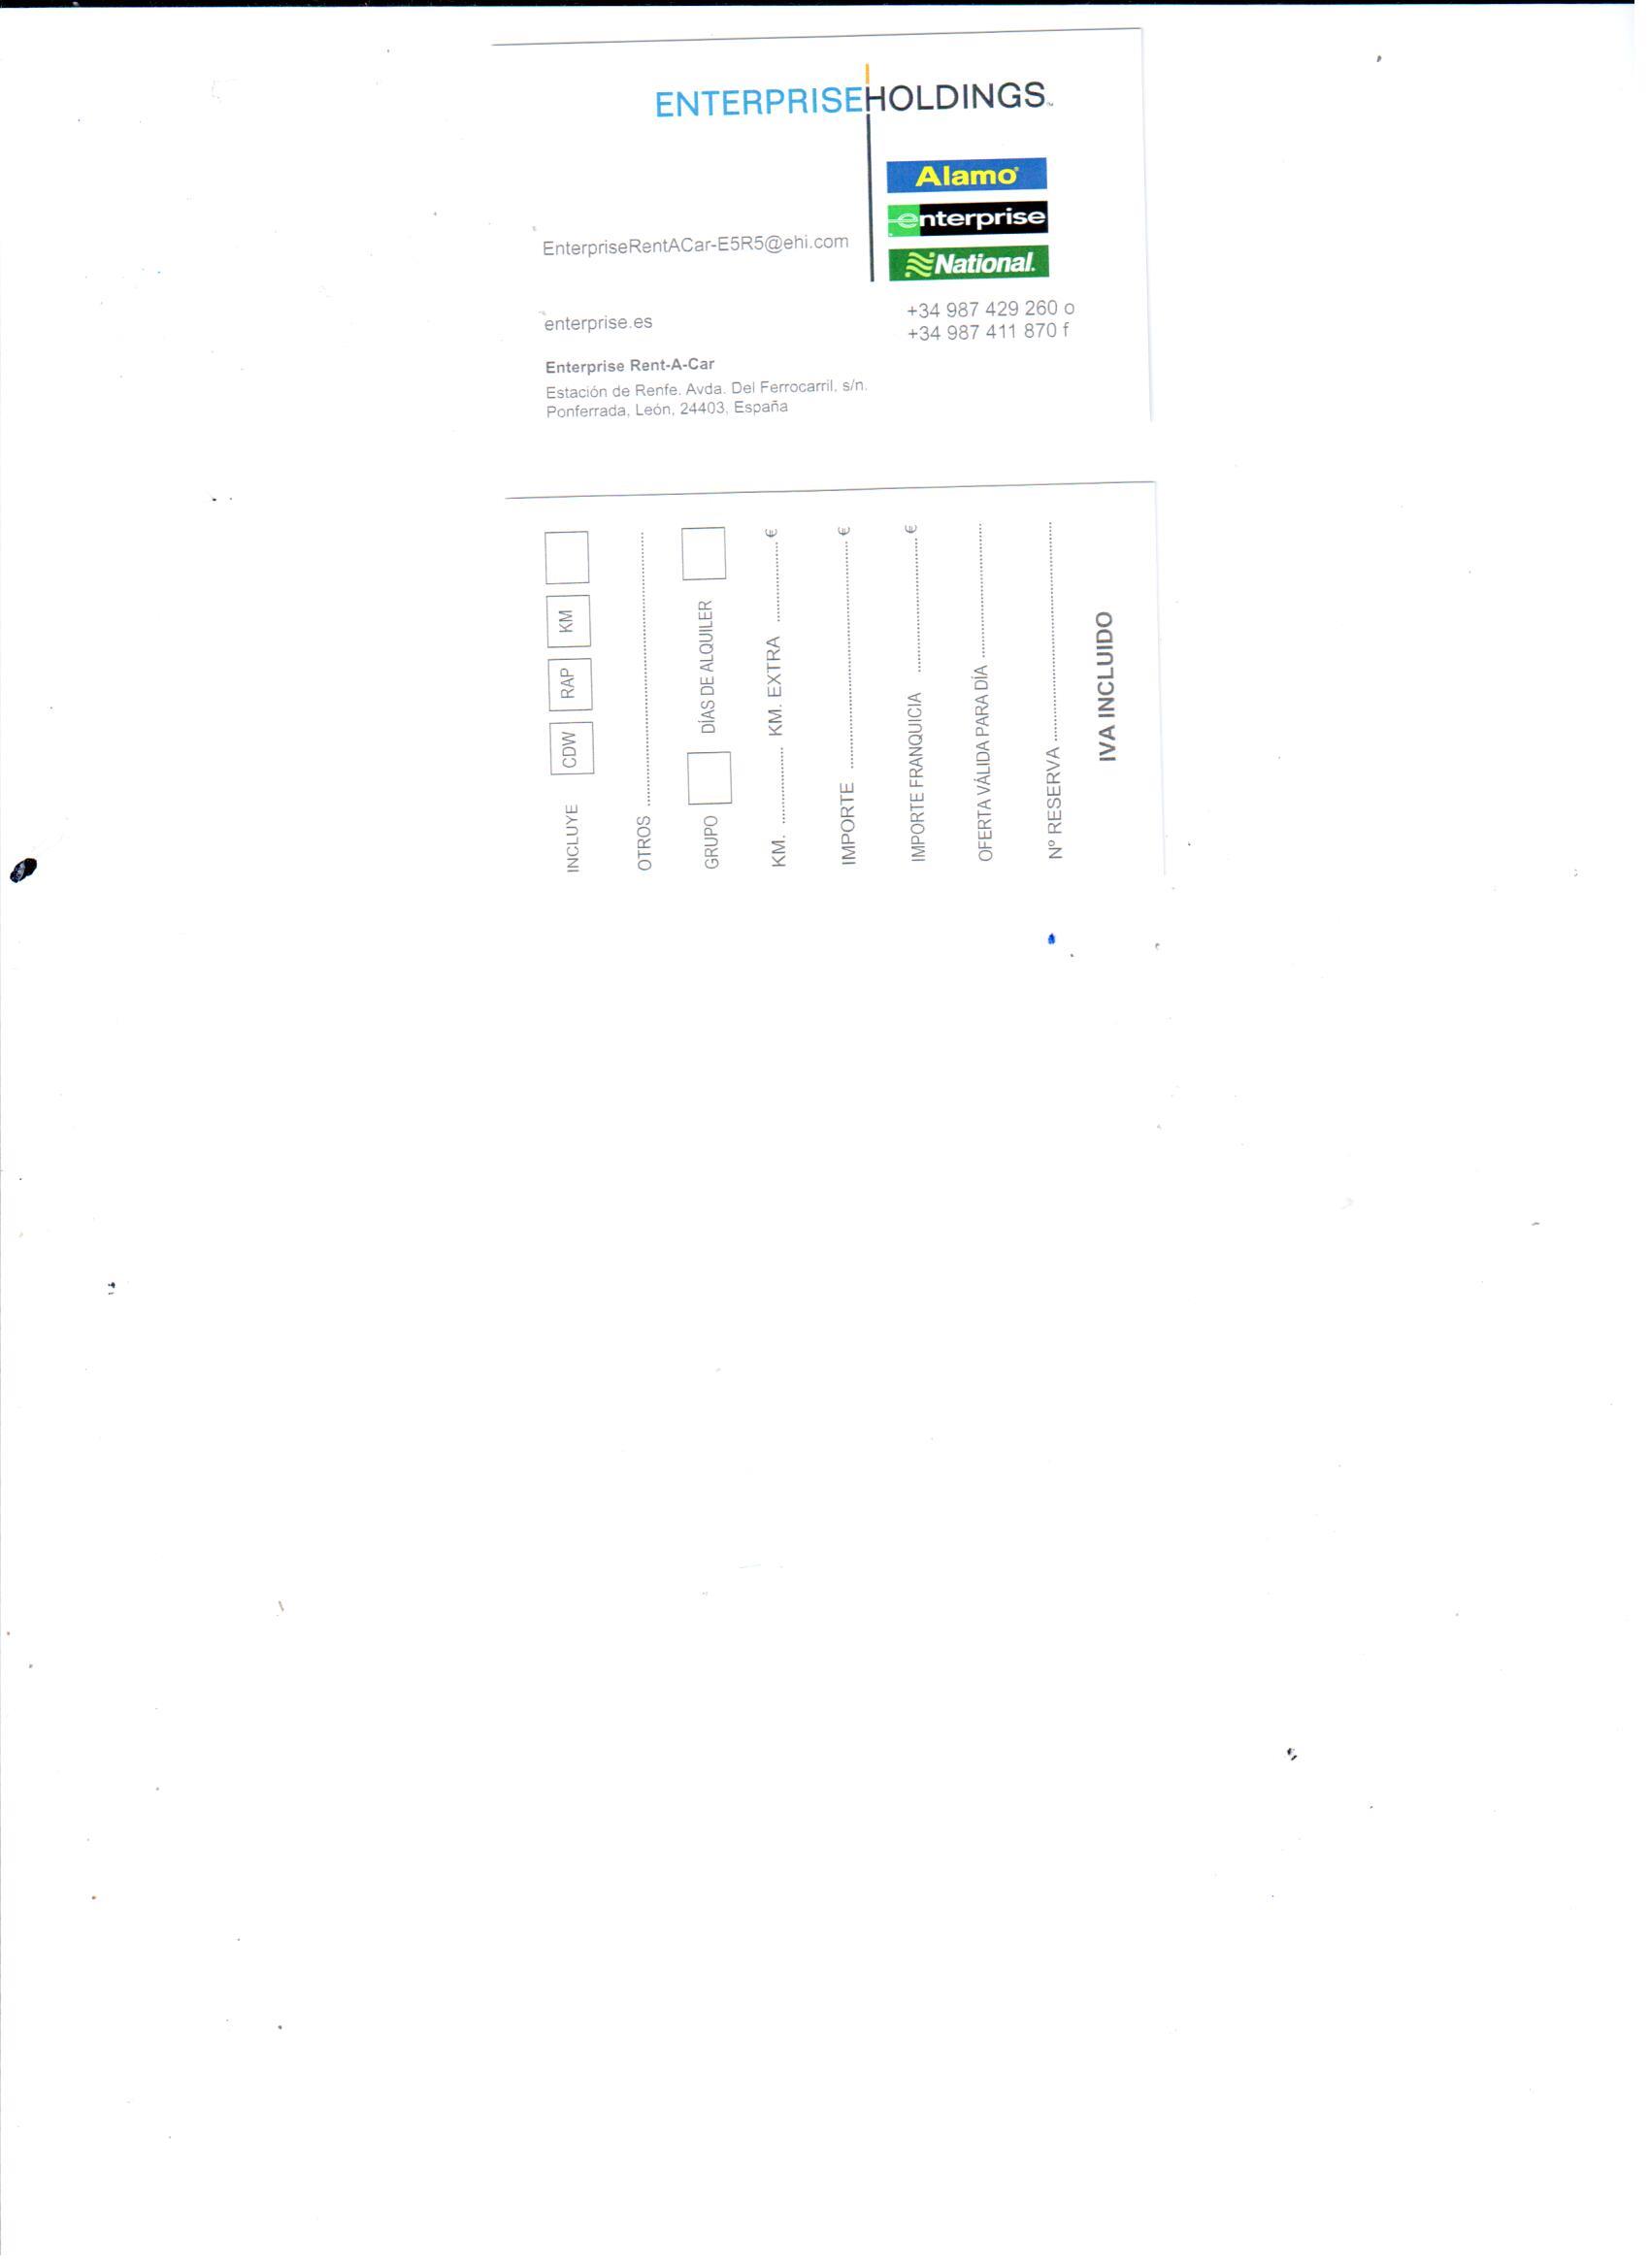 ENTERPRISEHOLDINGS™
Alamo®
enterprise
National.
EnterpriseRentACar-E5R5@ehi.com
enterprise.es
+34 987 429 260 o
+34 987 411 870 f
Enterprise Rent-A-Car
Estación de Renfe. Avda. Del Ferrocarril, s/n.
Ponferrada, León, 24403, España
INCLUYE CDW RAP KM
OTROS ........................................
GRUPO DÍAS DE ALQUILER
KM. .................. KM. EXTRA ..................€
IMPORTE ........................................€
IMPORTE FRANQUICIA ........................€
OFERTA VÁLIDA PARA DÍA ........................
Nº RESERVA ........................................
IVA INCLUIDO